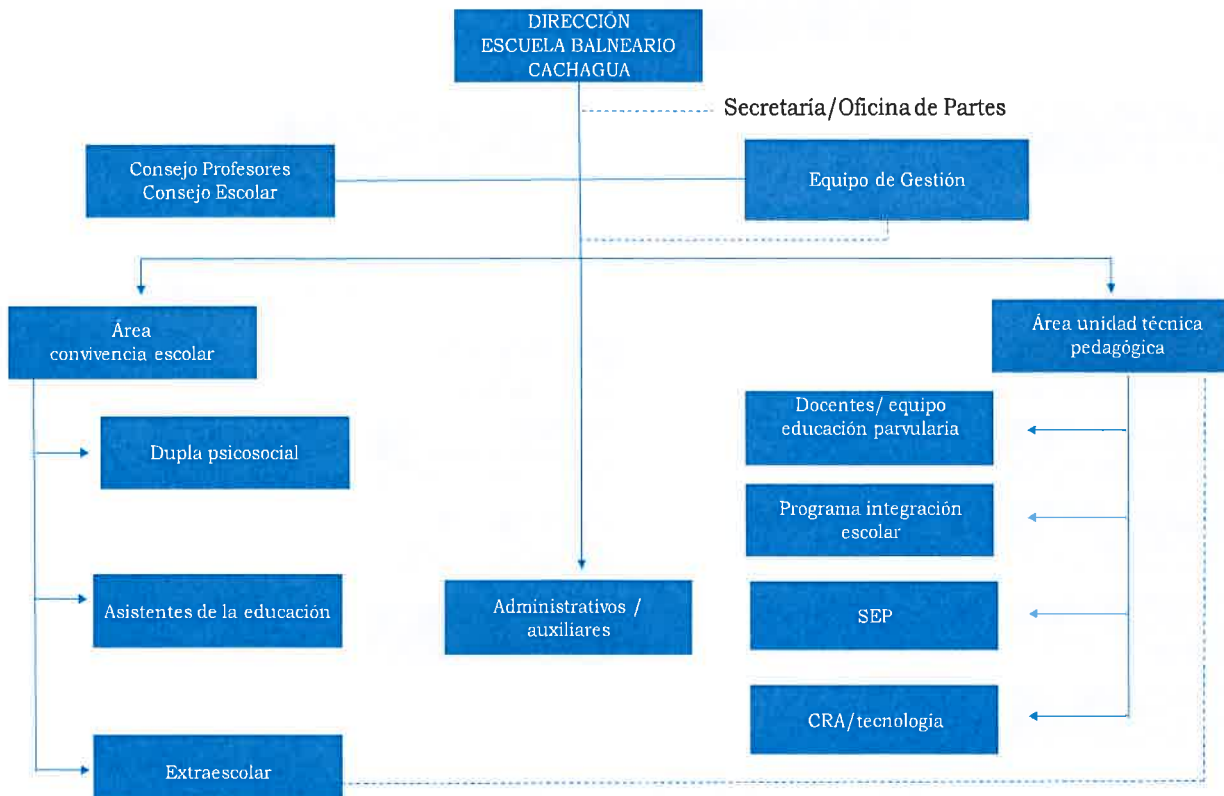 DIRECCIÓN
ESCUELA BALNEARIO
CACHAGUA
Secretaría/Oficina de Partes
Consejo Profesores
Consejo Escolar
Equipo de Gestión
Área
convivencia escolar
Área unidad técnica
pedagógica
Dupla psicosocial
Docentes/ equipo
educación parvularia
Programa integración
escolar
Asistentes de la educación
Administrativos /
auxiliares
SEP
CRA/tecnología
Extraescolar